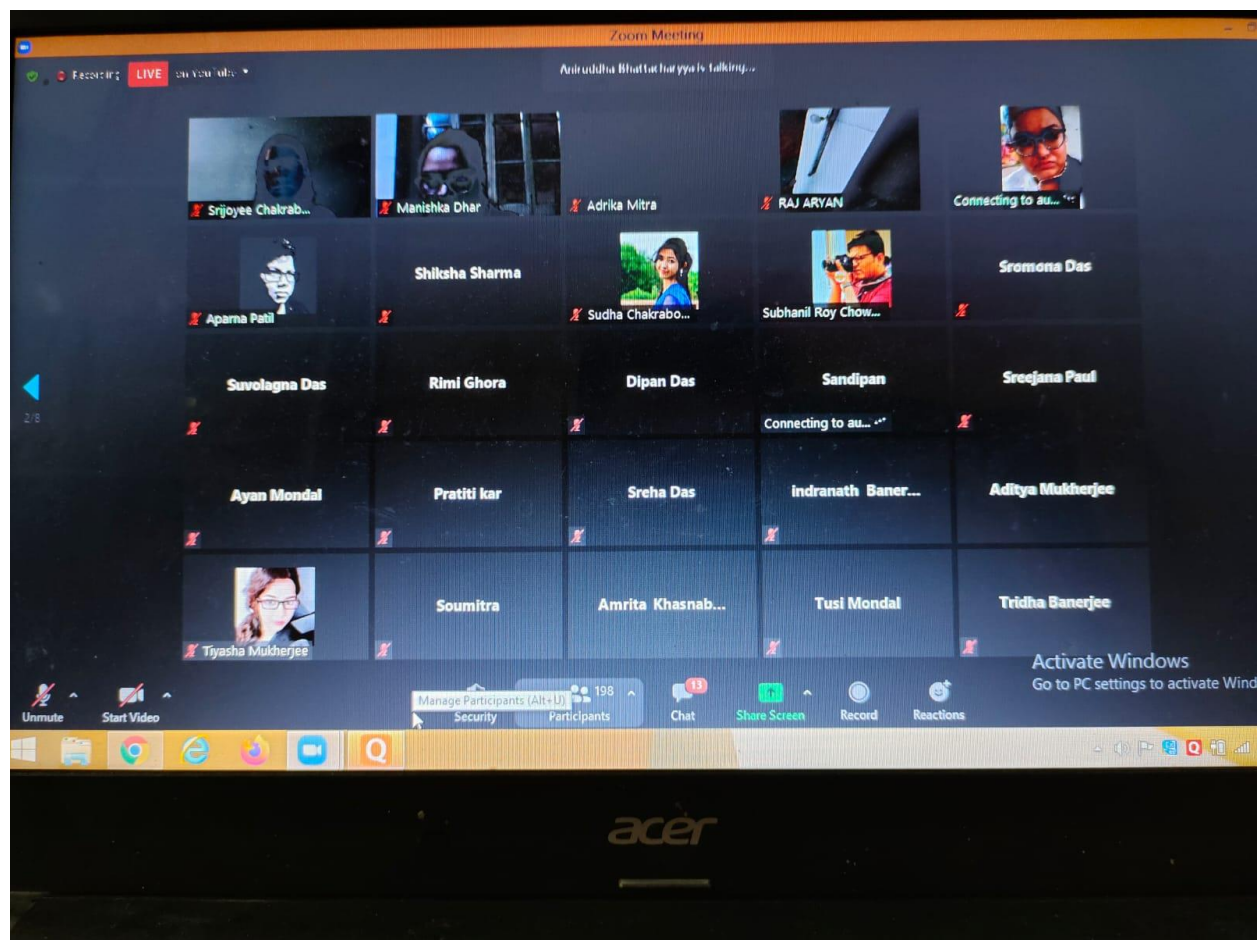 Zoom Meeting
Recording LIVE on YouTube
Aniruddha Bhattacharyya is talking...
Srijoyee Chakrab...
Manishka Dhar
Adrika Mitra
RAJ ARYAN
Connecting to au...
Aparna Patil
Shiksha Sharma
Sudha Chakrabo...
Subhanil Roy Chow...
Sromona Das
Suvolagna Das
Rimi Ghora
Dipan Das
Sandipan
Connecting to au...
Sreejana Paul
2/8
Ayan Mondal
Pratiti kar
Sreha Das
indranath Baner...
Aditya Mukherjee
Tiyasha Mukherjee
Soumitra
Amrita Khasnab...
Tusi Mondal
Tridha Banerjee
Activate Windows
Go to PC settings to activate Wind
Manage Participants (Alt+U)
198
13
Unmute
Start Video
Security
Participants
Chat
Share Screen
Record
Reactions
Q
Q
acer